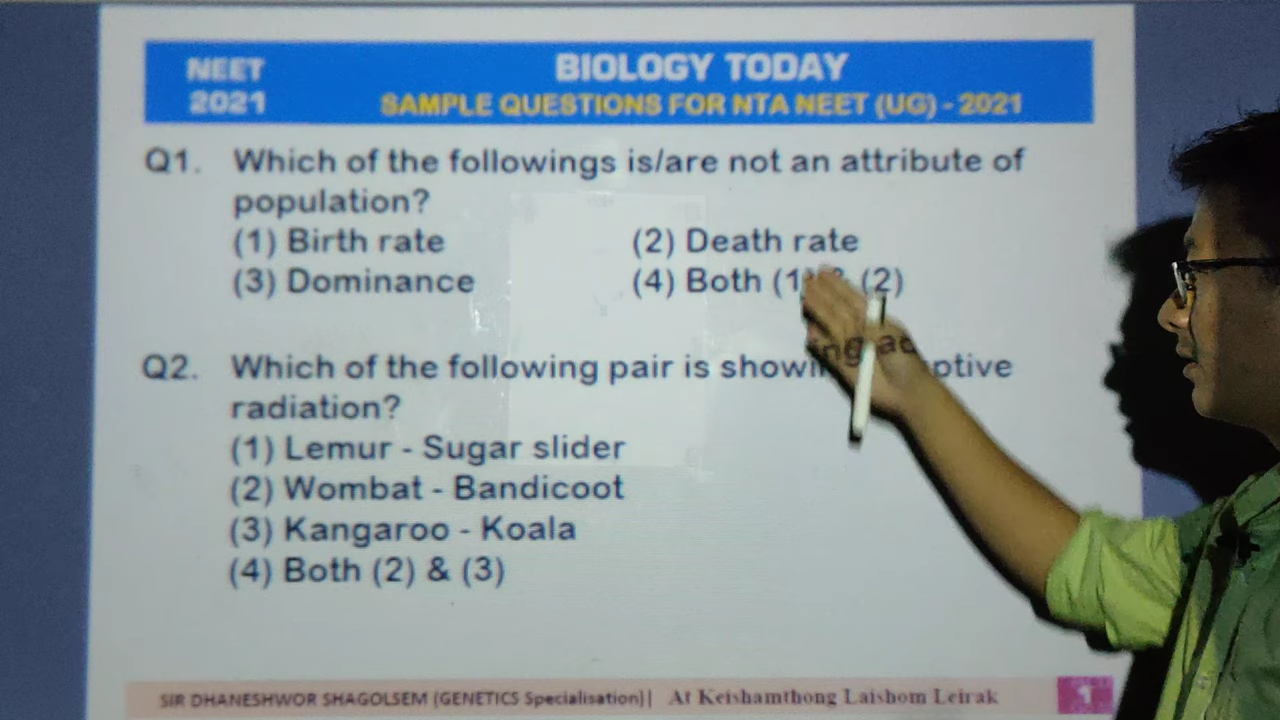 NEET
2021
BIOLOGY TODAY
SAMPLE QUESTIONS FOR NTA NEET (UG) - 2021
Q1. Which of the followings is/are not an attribute of
population?
(1) Birth rate (2) Death rate
(3) Dominance (4) Both (1) & (2)
Q2. Which of the following pair is showing adaptive
radiation?
(1) Lemur - Sugar slider
(2) Wombat - Bandicoot
(3) Kangaroo - Koala
(4) Both (2) & (3)
SIR DHANESHWOR SHAGOLSEM (GENETICS Specialisation)|| At Keishamthong Laishom Leirak
1